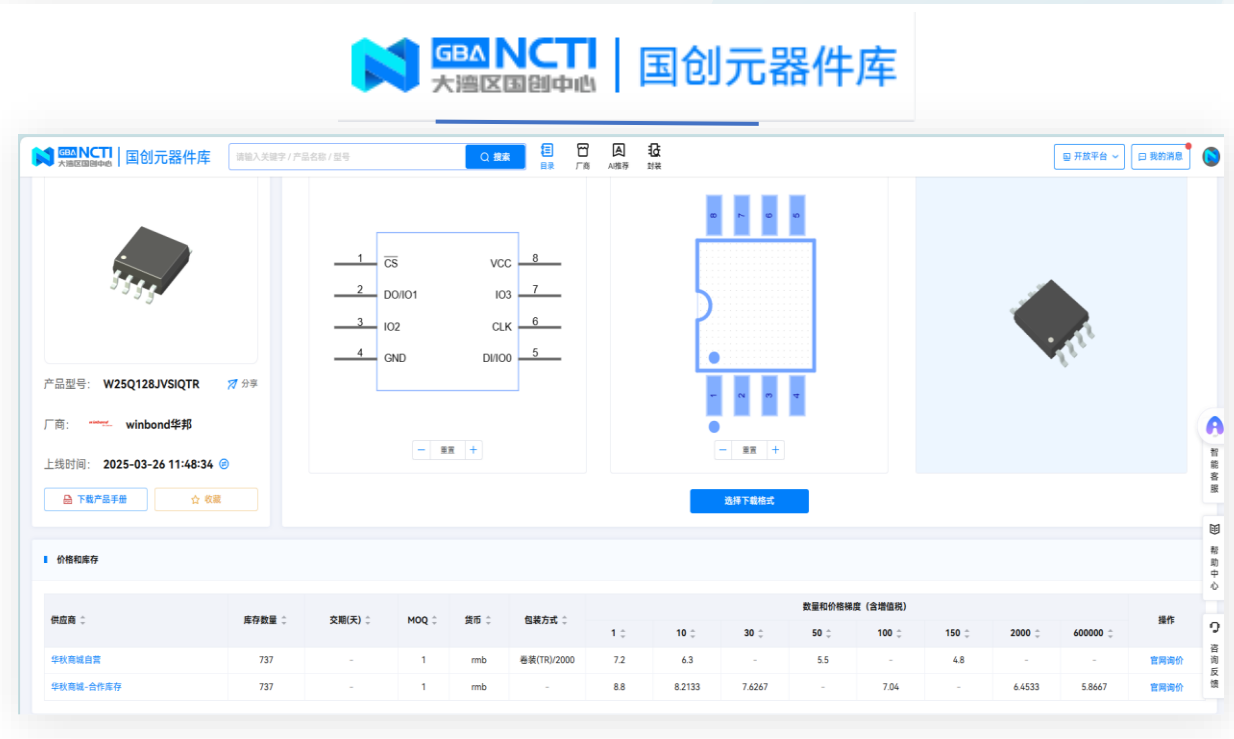 GBA NCTI 大湾区国创中心 国创元器件库
GBA NCTI 大湾区国创中心 国创元器件库 请输入关键字 / 产品名称 / 型号 搜索 目录 厂商 AI推荐 封装 开放平台 我的消息
8 7 6 5
1 CS VCC 8
2 DO/IO1 IO3 7
3 IO2 CLK 6
4 GND DI/IO0 5
1 2 3 4
产品型号: W25Q128JVSIQTR 分享
厂商: winbond winbond华邦
重置 重置
上线时间: 2025-03-26 11:48:34
下载产品手册 收藏
选择下载格式
智能客服
帮助中心
咨询反馈
价格和库存
供应商 库存数量 交期(天) MOQ 货币 包装方式 数量和价格梯度（含增值税） 操作
1 10 30 50 100 150 2000 600000
华秋商城自营 737 - 1 rmb 卷装(TR)/2000 7.2 6.3 - 5.5 - 4.8 - - 官网询价
华秋商城-合作库存 737 - 1 rmb - 8.8 8.2133 7.6267 - 7.04 - 6.4533 5.8667 官网询价